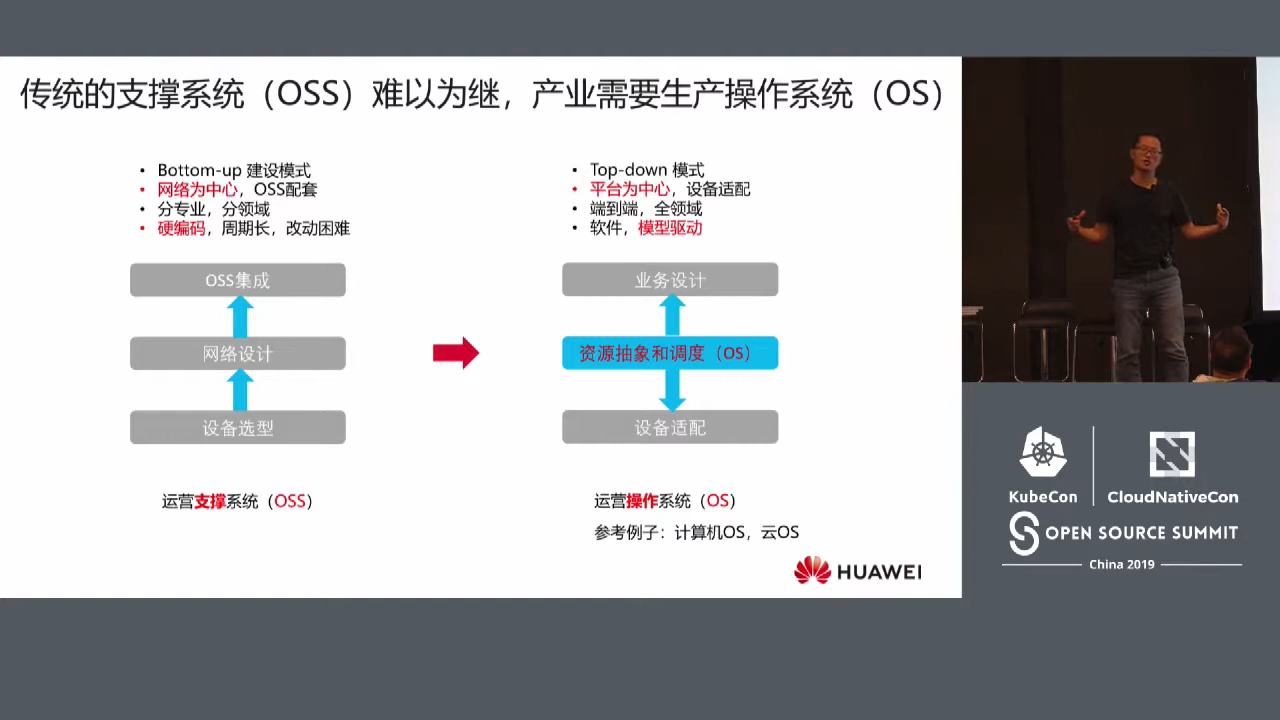 传统的支撑系统（OSS）难以为继，产业需要生产操作系统（OS）
• Bottom-up 建设模式
• 网络为中心，OSS配套
• 分专业，分领域
• 硬编码，周期长，改动困难
OSS集成
网络设计
设备选型
运营支撑系统（OSS）
• Top-down 模式
• 平台为中心，设备适配
• 端到端，全领域
• 软件，模型驱动
业务设计
资源抽象和调度（OS）
设备适配
运营操作系统（OS）
参考例子：计算机OS，云OS
HUAWEI
KubeCon
CloudNativeCon
OPEN SOURCE SUMMIT
China 2019